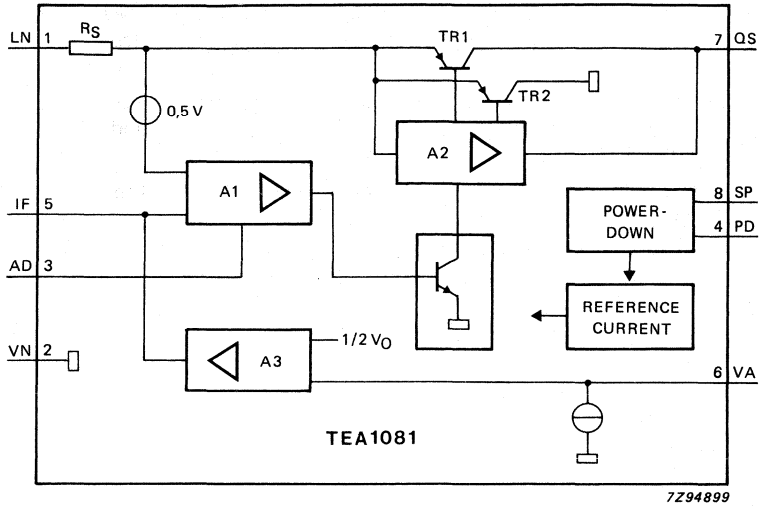 LN 1 RS TR1 7 QS
TR2
0,5 V
A2
A1
IF 5
8 SP
POWER-
DOWN
4 PD
AD 3
REFERENCE
CURRENT
VN 2
A3
1/2 VO
6 VA
TEA1081
7Z94899